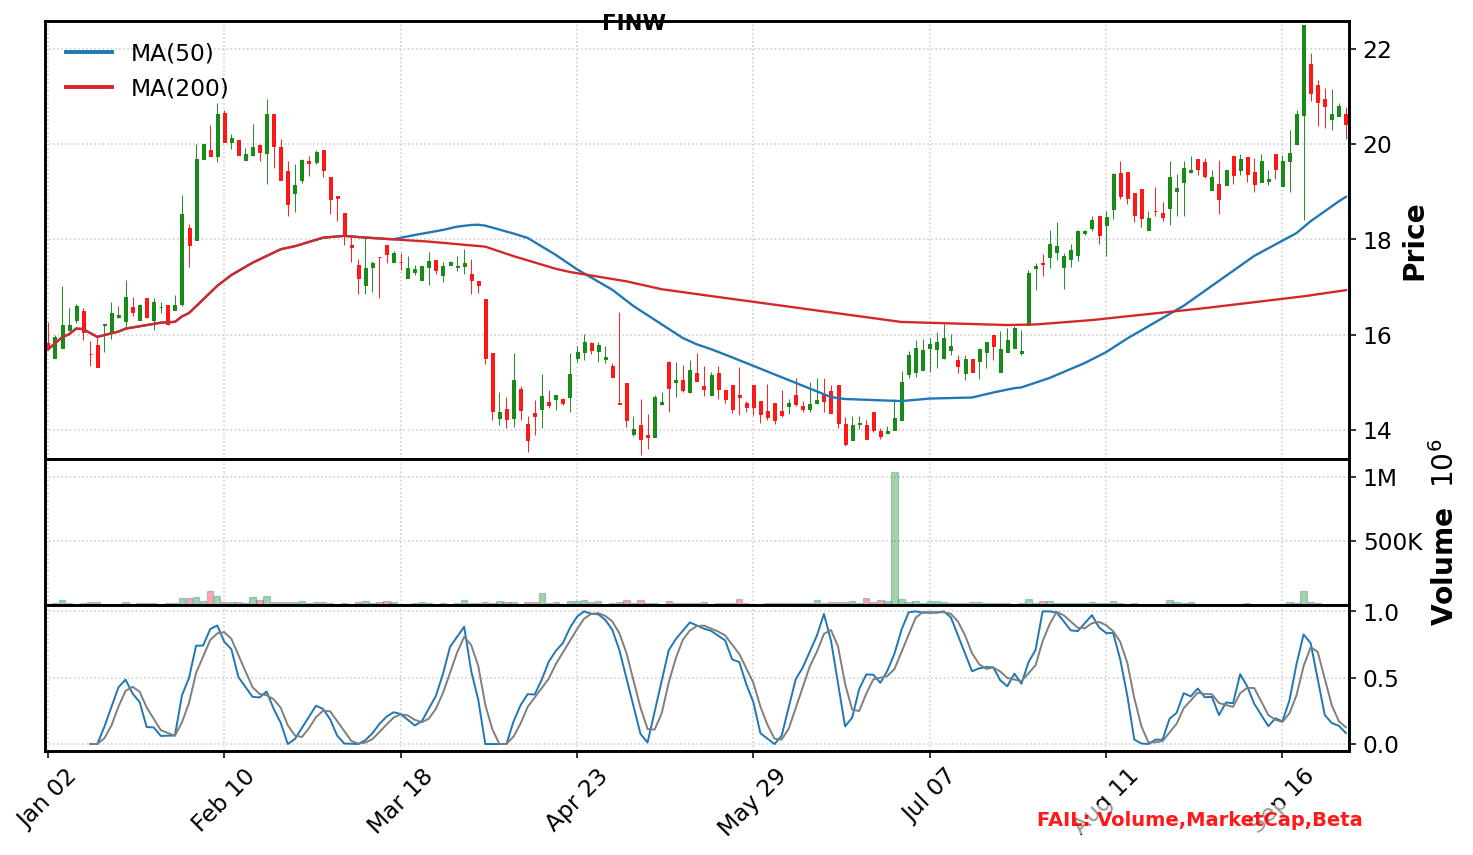 FINW
MA(50)
MA(200)
22
20
18
16
14
Price
1M
500K
Volume 10^6
1.0
0.5
0.0
Jan 02
Feb 10
Mar 18
Apr 23
May 29
Jul 07
Aug 11
Sep 16
FAIL: Volume,MarketCap,Beta